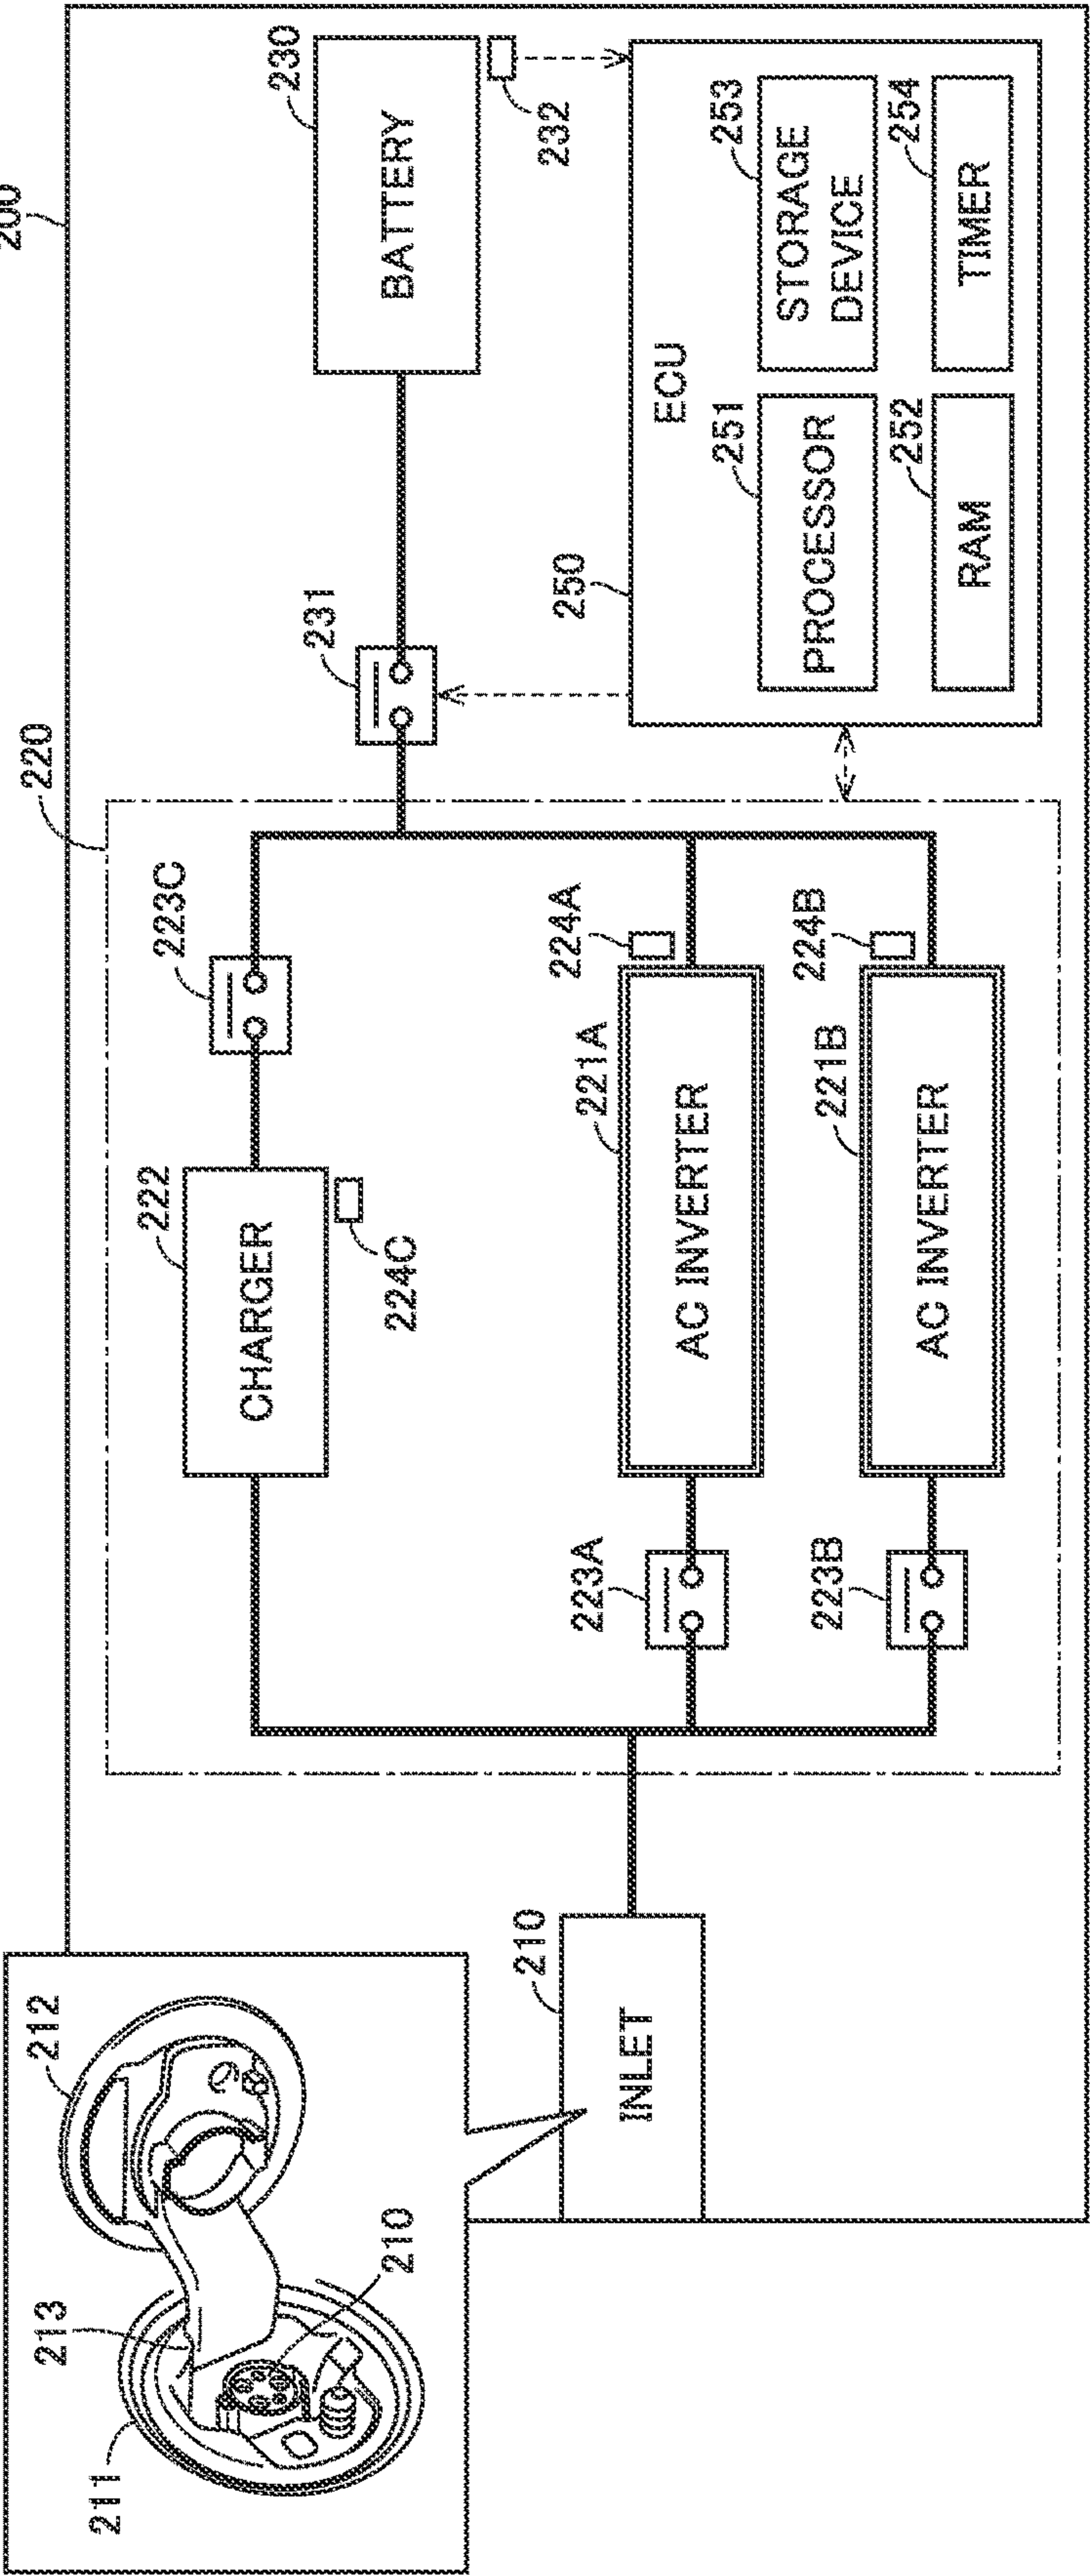 200
220
212
213
211
210
222
CHARGER
224C
223C
231
230
BATTERY
232
210
INLET
223A
221A
AC INVERTER
224A
223B
221B
AC INVERTER
224B
250
ECU
251
PROCESSOR
253
STORAGE
DEVICE
252
RAM
254
TIMER